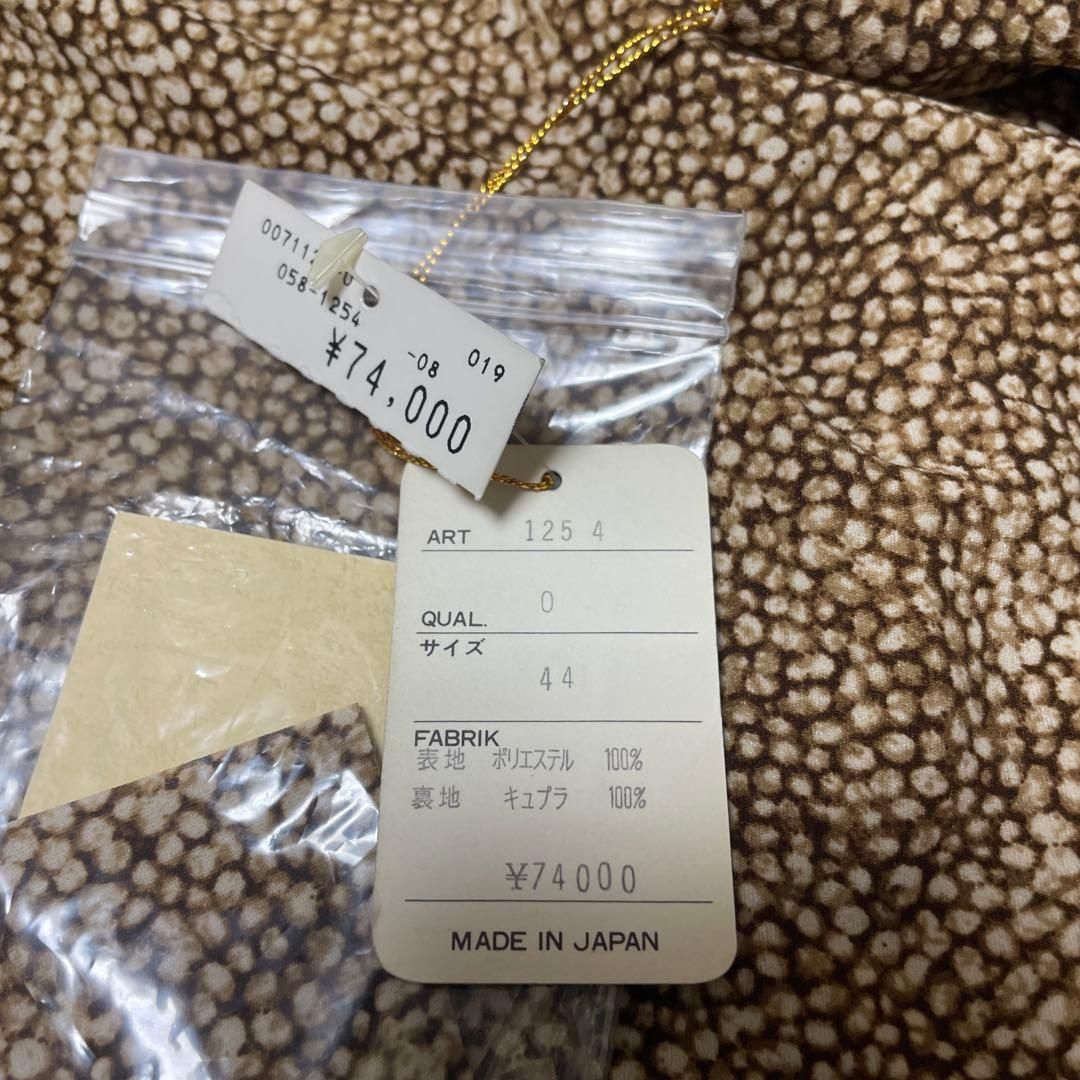 058-1254
-08 019
¥74,000
ART 125 4
QUAL. 0
サイズ
44
FABRIK
表地 ポリエステル 100%
裏地 キュプラ 100%
¥74000
MADE IN JAPAN